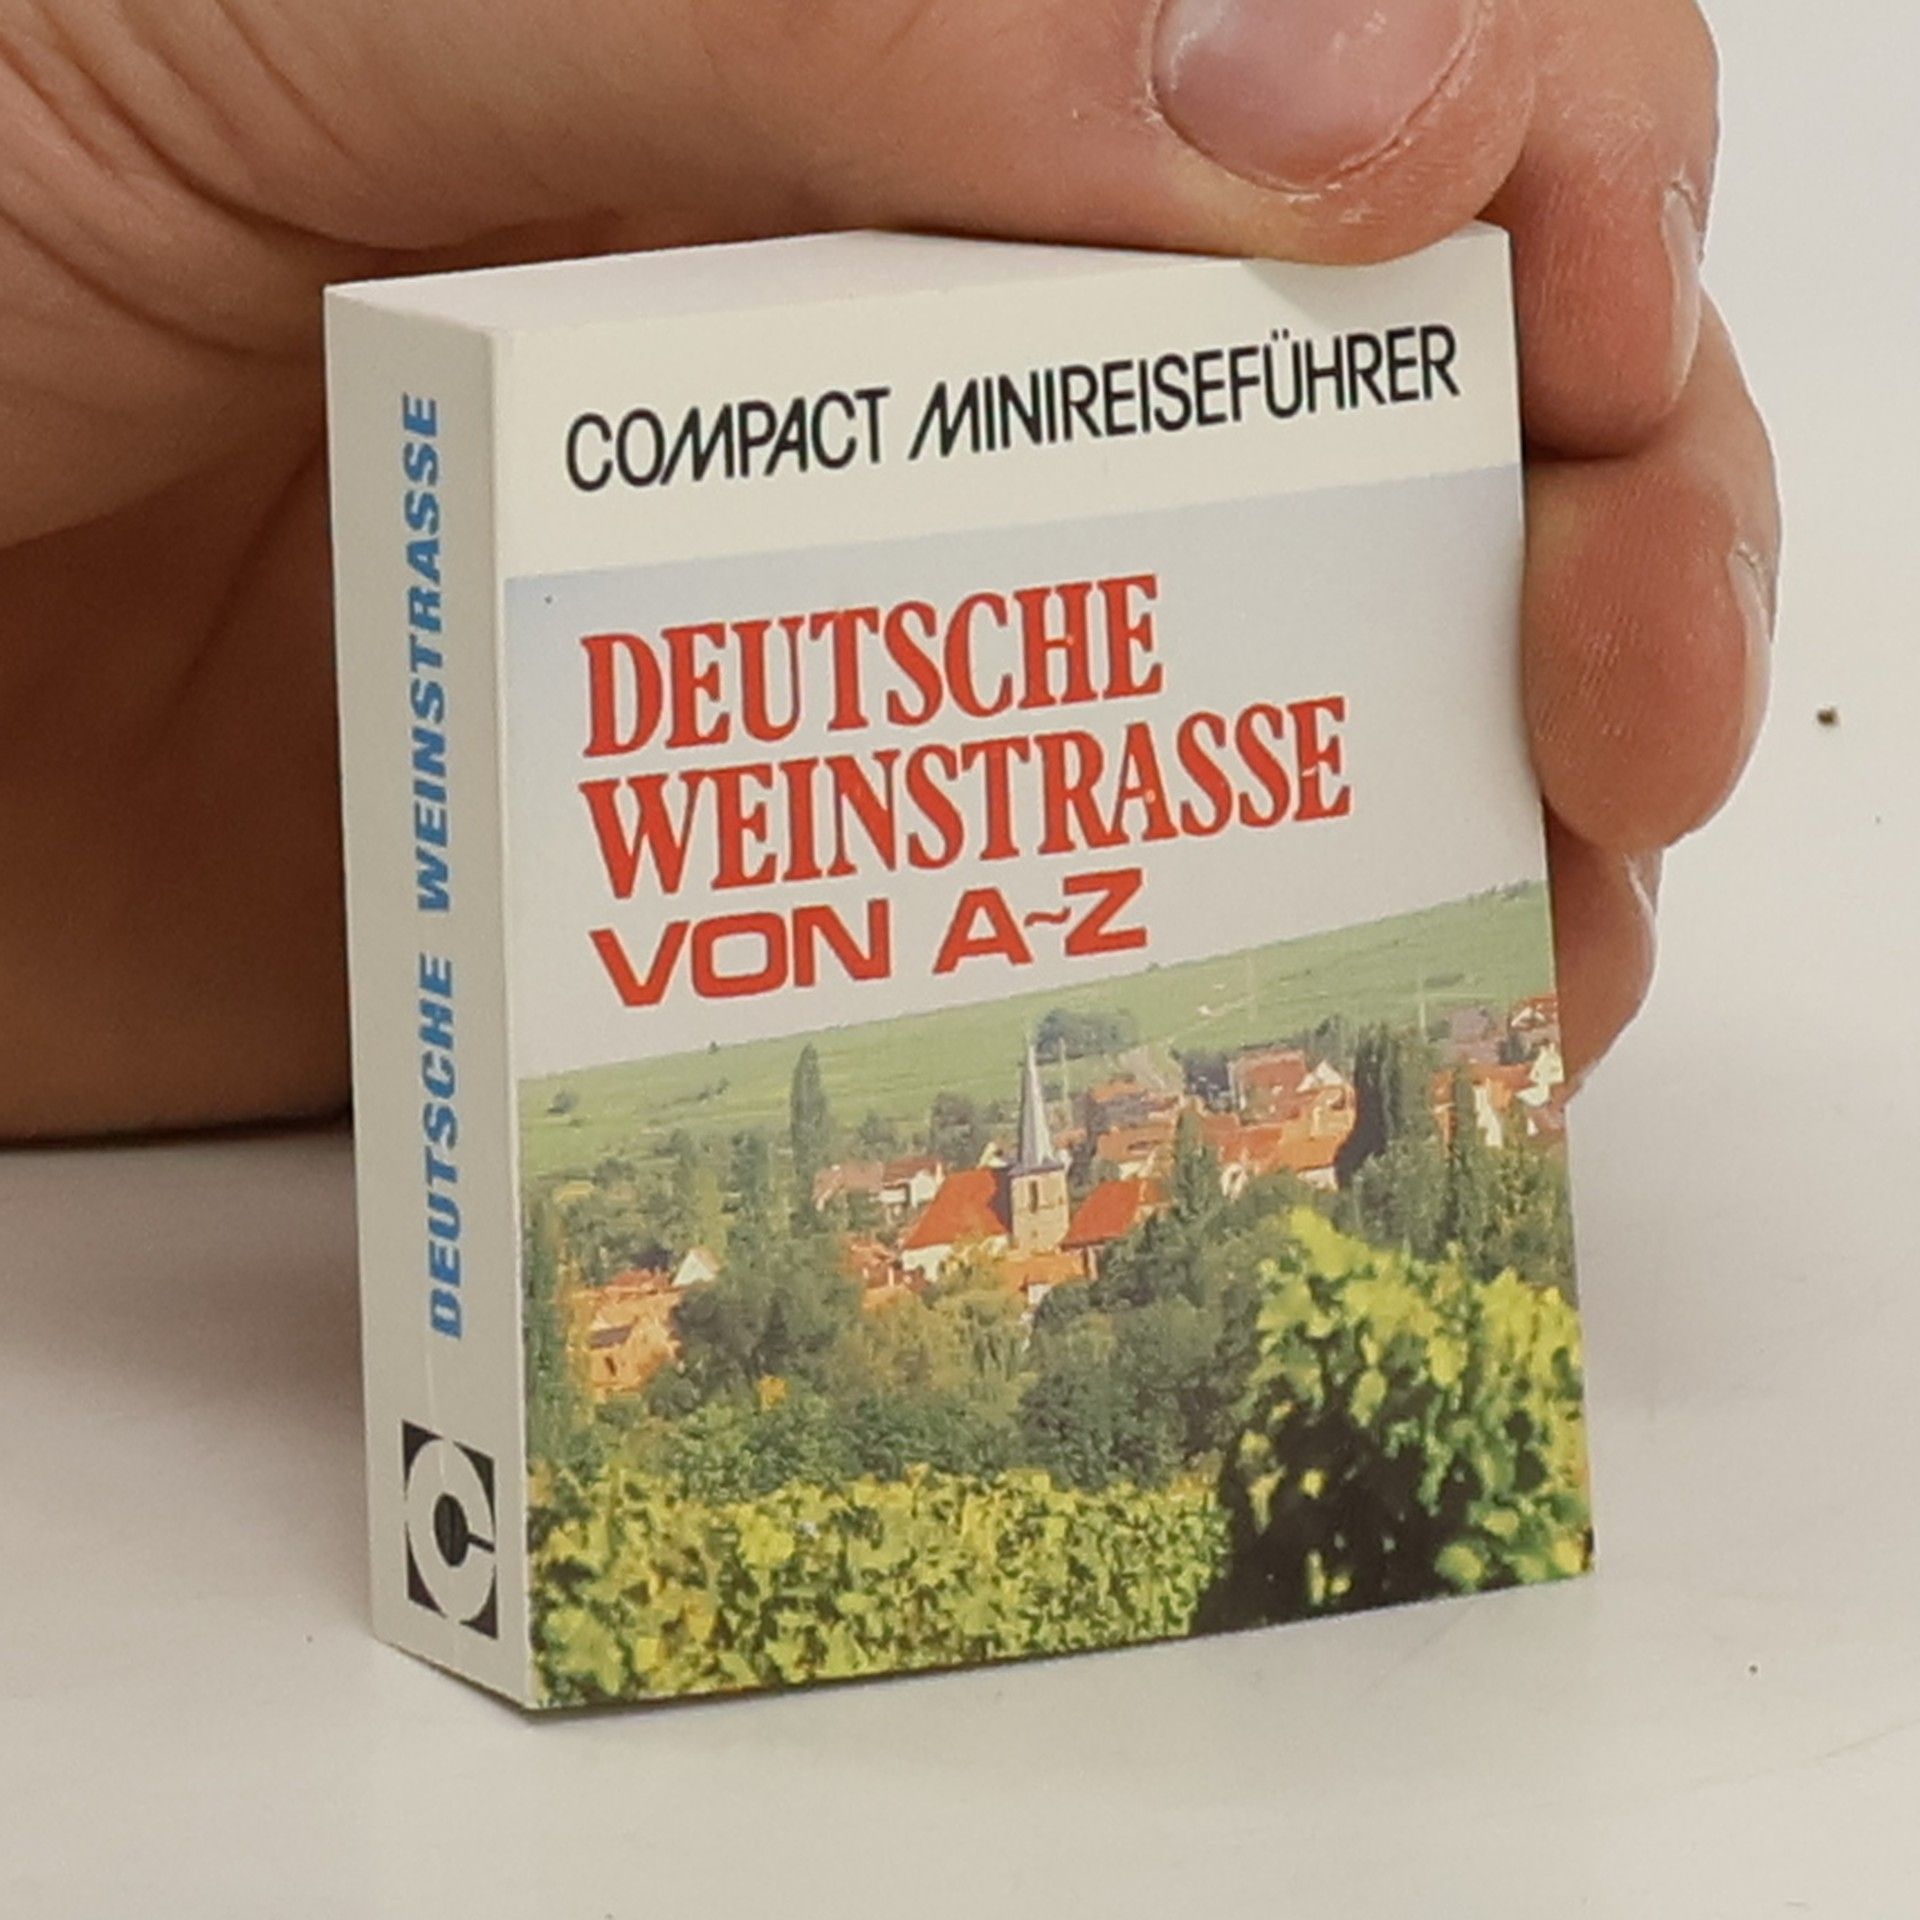 COMPACT MINIREISEFÜHRER
DEUTSCHE
WEINSTRASSE
VON A~Z
DEUTSCHE WEINSTRASSE